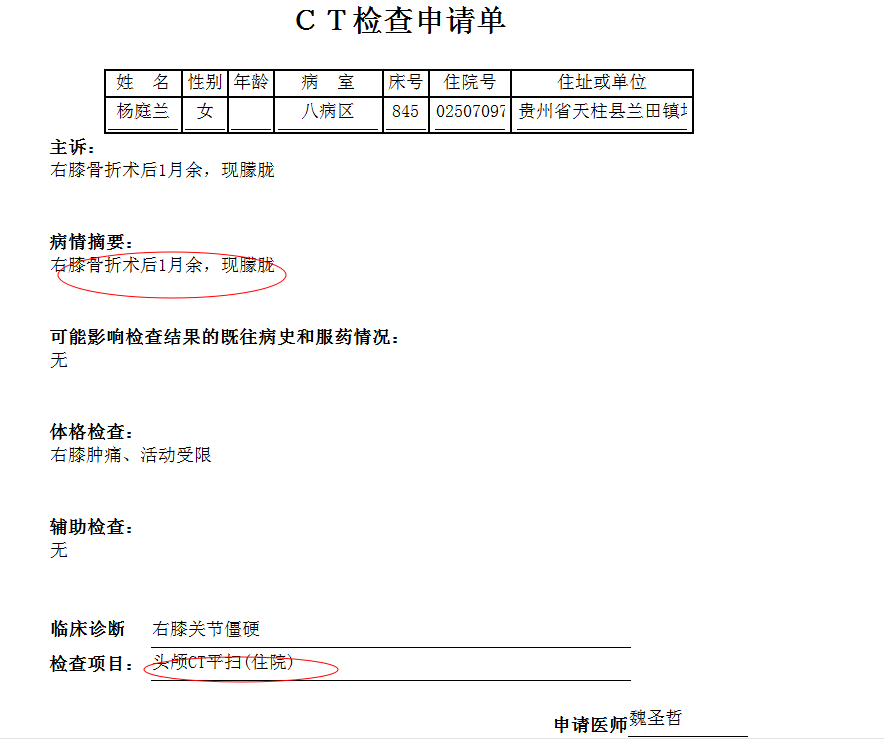 CT检查申请单
姓 名 性别 年龄 病 室 床号 住院号 住址或单位
杨庭兰 女 八病区 845 02507097 贵州省天柱县兰田镇
主诉：
右膝骨折术后1月余，现朦胧
病情摘要：
右膝骨折术后1月余，现朦胧
可能影响检查结果的既往病史和服药情况：
无
体格检查：
右膝肿痛、活动受限
辅助检查：
无
临床诊断 右膝关节僵硬
检查项目： 头颅CT平扫(住院)
申请医师 魏圣哲